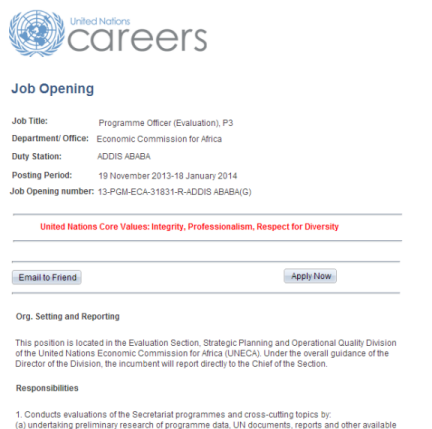 United Nations
careers
Job Opening
Job Title: Programme Officer (Evaluation), P3
Department/ Office: Economic Commission for Africa
Duty Station: ADDIS ABABA
Posting Period: 19 November 2013-18 January 2014
Job Opening number: 13-PGM-ECA-31831-R-ADDIS ABABA(G)
United Nations Core Values: Integrity, Professionalism, Respect for Diversity
Email to Friend Apply Now
Org. Setting and Reporting
This position is located in the Evaluation Section, Strategic Planning and Operational Quality Division
of the United Nations Economic Commission for Africa (UNECA). Under the overall guidance of the
Director of the Division, the incumbent will report directly to the Chief of the Section.
Responsibilities
1. Conducts evaluations of the Secretariat programmes and cross-cutting topics by:
(a) undertaking preliminary research of programme data, UN documents, reports and other available